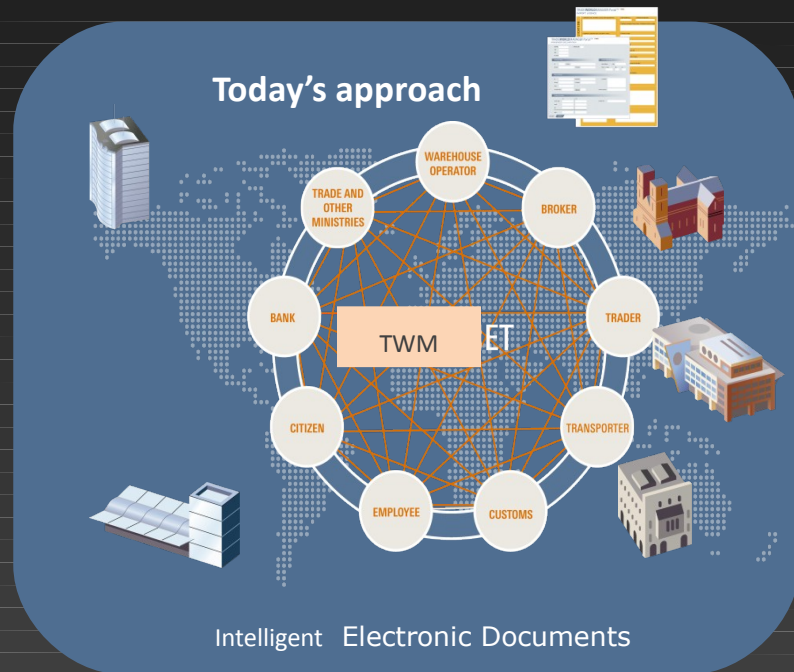 Today's approach
WAREHOUSE
OPERATOR
TRADE AND
OTHER
MINISTRIES
BROKER
BANK
TRADER
TWM
ET
CITIZEN
TRANSPORTER
EMPLOYEE
CUSTOMS
Intelligent Electronic Documents